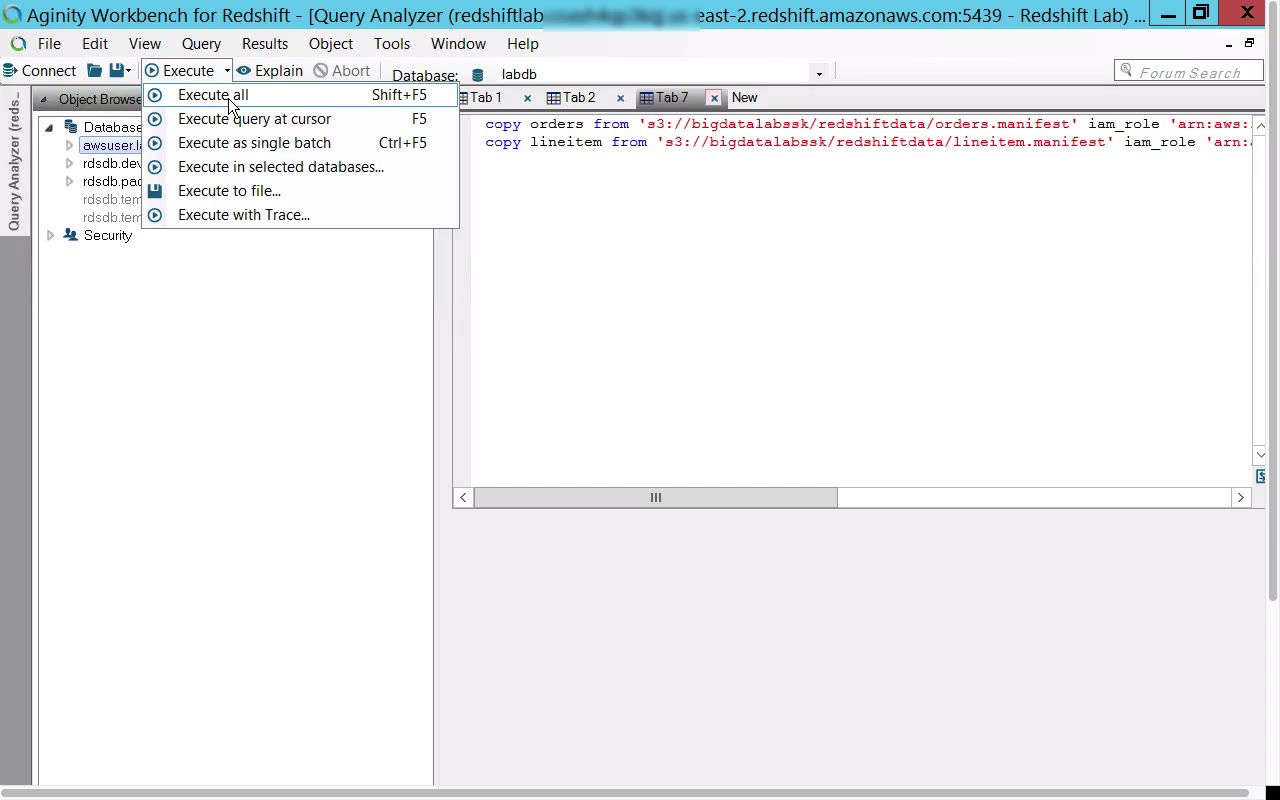 Aginity Workbench for Redshift - [Query Analyzer (redshiftlab east-2.redshift.amazonaws.com:5439 - Redshift Lab) ...
File Edit View Query Results Object Tools Window Help
Connect Execute Explain Abort Database: labdb Forum Search
Query Analyzer (reds...
Object Browse
Tab 1 Tab 2 Tab 7 New
Execute all Shift+F5
Execute query at cursor F5
Execute as single batch Ctrl+F5
Execute in selected databases...
Execute to file...
Execute with Trace...
Database
awsuser.la
rdsdb.dev
rdsdb.pad
rdsdb.tem
rdsdb.tem
Security
copy orders from 's3://bigdatalabssk/redshiftdata/orders.manifest' iam_role 'arn:aws:
copy lineitem from 's3://bigdatalabssk/redshiftdata/lineitem.manifest' iam_role 'arn: